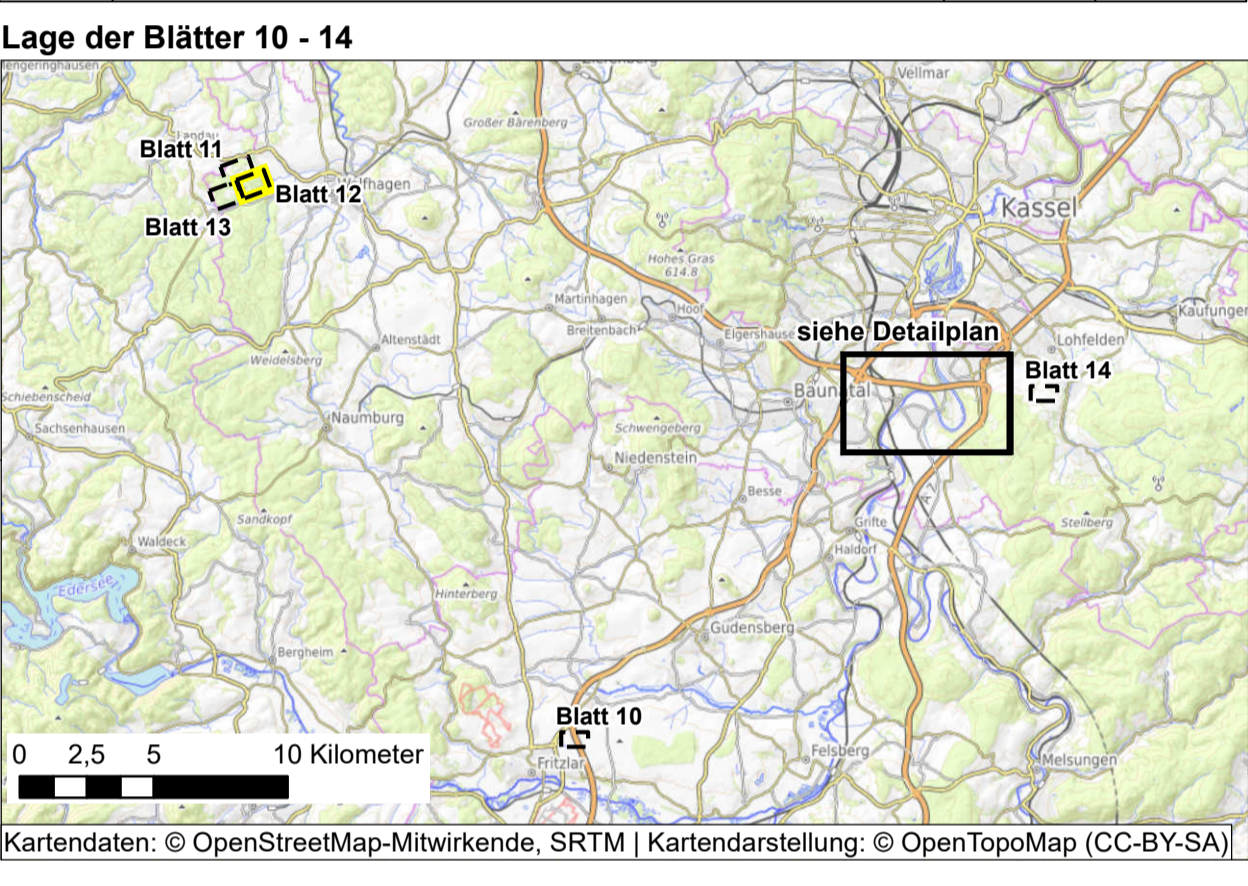 Lage der Blätter 10 - 14
Vellmar
Großer Bärenberg
Landau
Blatt 11
Wolfhagen
Blatt 12
Blatt 13
Kassel
Hohes Gras
614.8
Martinhagen
Hoof
Kaufungen
Breitenbach
Elgershausen
siehe Detailplan
Lohfelden
Altenstädt
Weidelsberg
Blatt 14
Baunatal
Schiebenscheid
Naumburg
Sachsenhausen
Schwengeberg
Niedenstein
Besse
A 7
Sandkopf
Grifte
Stellberg
Waldeck
Haldorf
Edersee
Hinterberg
Gudensberg
Bergheim
Blatt 10
Felsberg
Fritzlar
Melsungen
0 2,5 5 10 Kilometer
Kartendaten: © OpenStreetMap-Mitwirkende, SRTM | Kartendarstellung: © OpenTopoMap (CC-BY-SA)